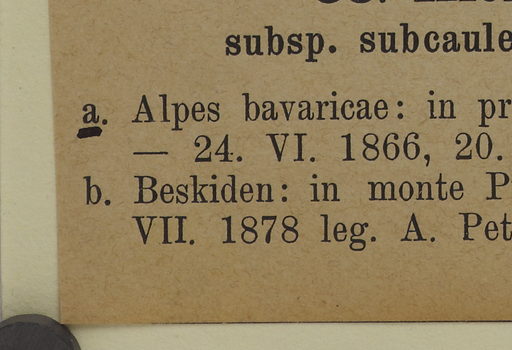 subsp. subcaule
a. Alpes bavaricae: in pr
— 24. VI. 1866, 20.
b. Beskiden: in monte P
VII. 1878 leg. A. Pet